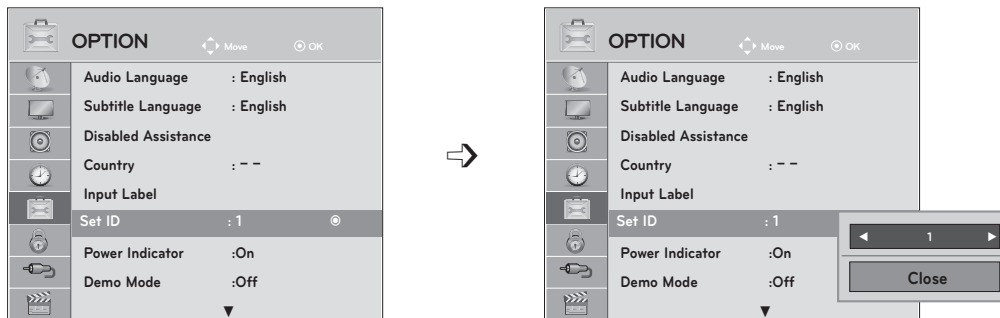 OPTION Move OK
Audio Language : English
Subtitle Language : English
Disabled Assistance
Country : – –
Input Label
Set ID : 1
Power Indicator :On
Demo Mode :Off
▼
OPTION Move OK
Audio Language : English
Subtitle Language : English
Disabled Assistance
Country : – –
Input Label
Set ID : 1
Power Indicator :On
Demo Mode :Off
▼
◄ 1 ►
Close